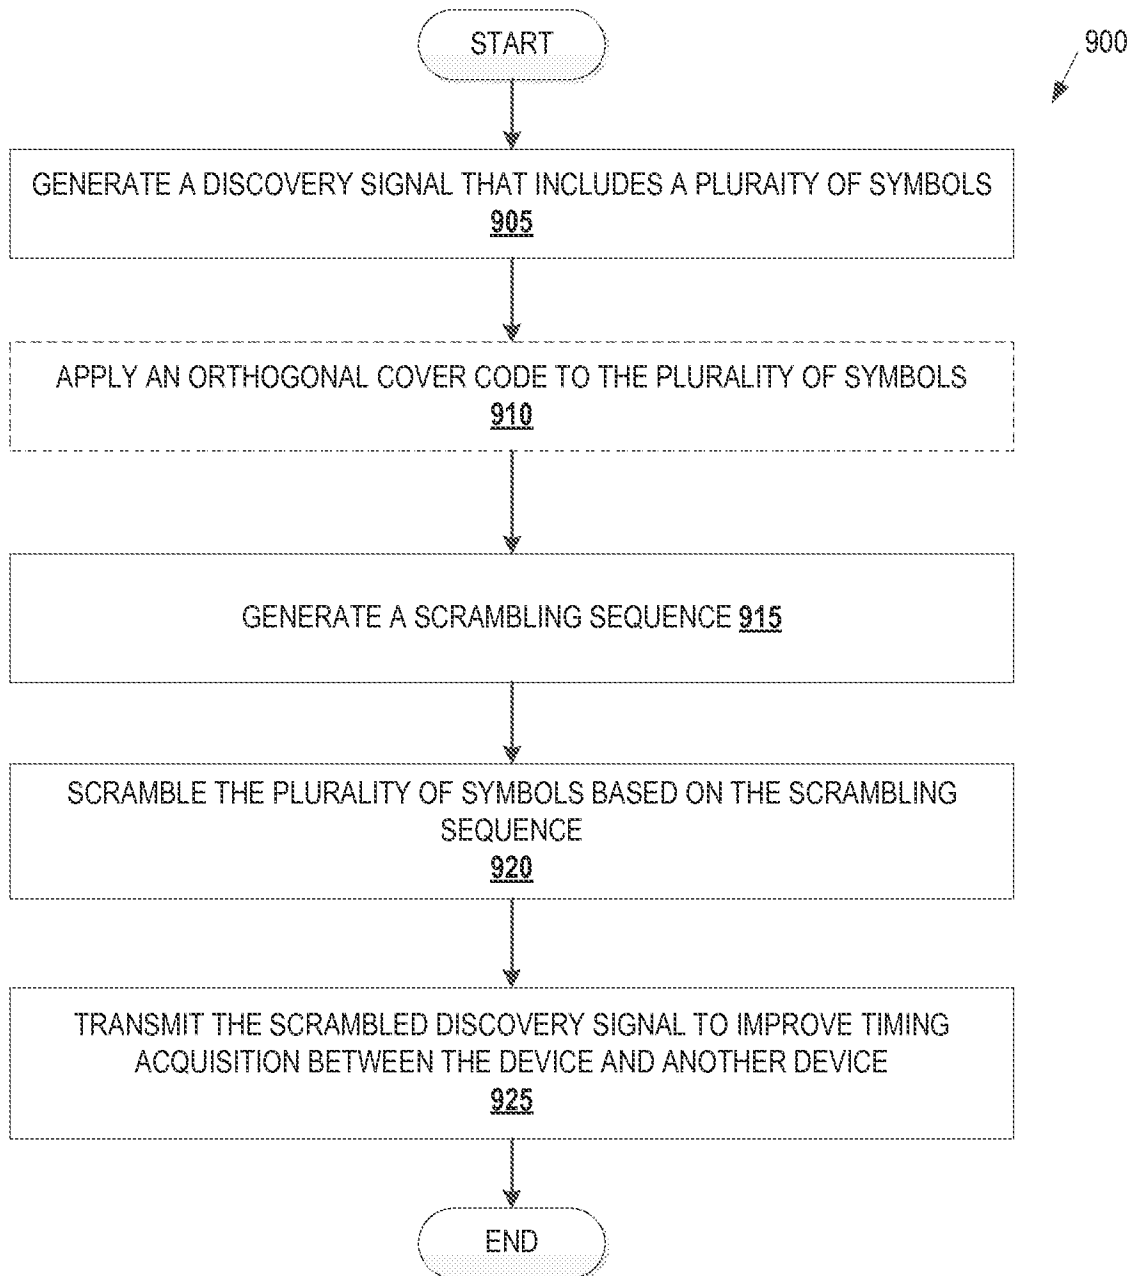 START
900
GENERATE A DISCOVERY SIGNAL THAT INCLUDES A PLURAITY OF SYMBOLS
905
APPLY AN ORTHOGONAL COVER CODE TO THE PLURALITY OF SYMBOLS
910
GENERATE A SCRAMBLING SEQUENCE 915
SCRAMBLE THE PLURALITY OF SYMBOLS BASED ON THE SCRAMBLING
SEQUENCE
920
TRANSMIT THE SCRAMBLED DISCOVERY SIGNAL TO IMPROVE TIMING
ACQUISITION BETWEEN THE DEVICE AND ANOTHER DEVICE
925
END